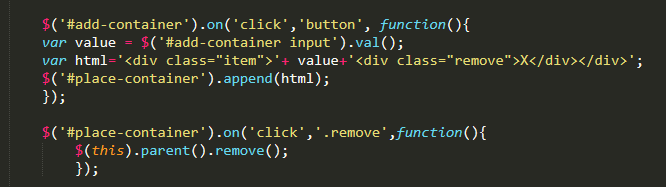 $('#add-container').on('click','button', function(){
var value = $('#add-container input').val();
var html='<div class="item">'+ value+'<div class="remove">X</div></div>';
$('#place-container').append(html);
});
$('#place-container').on('click','.remove',function(){
$(this).parent().remove();
});